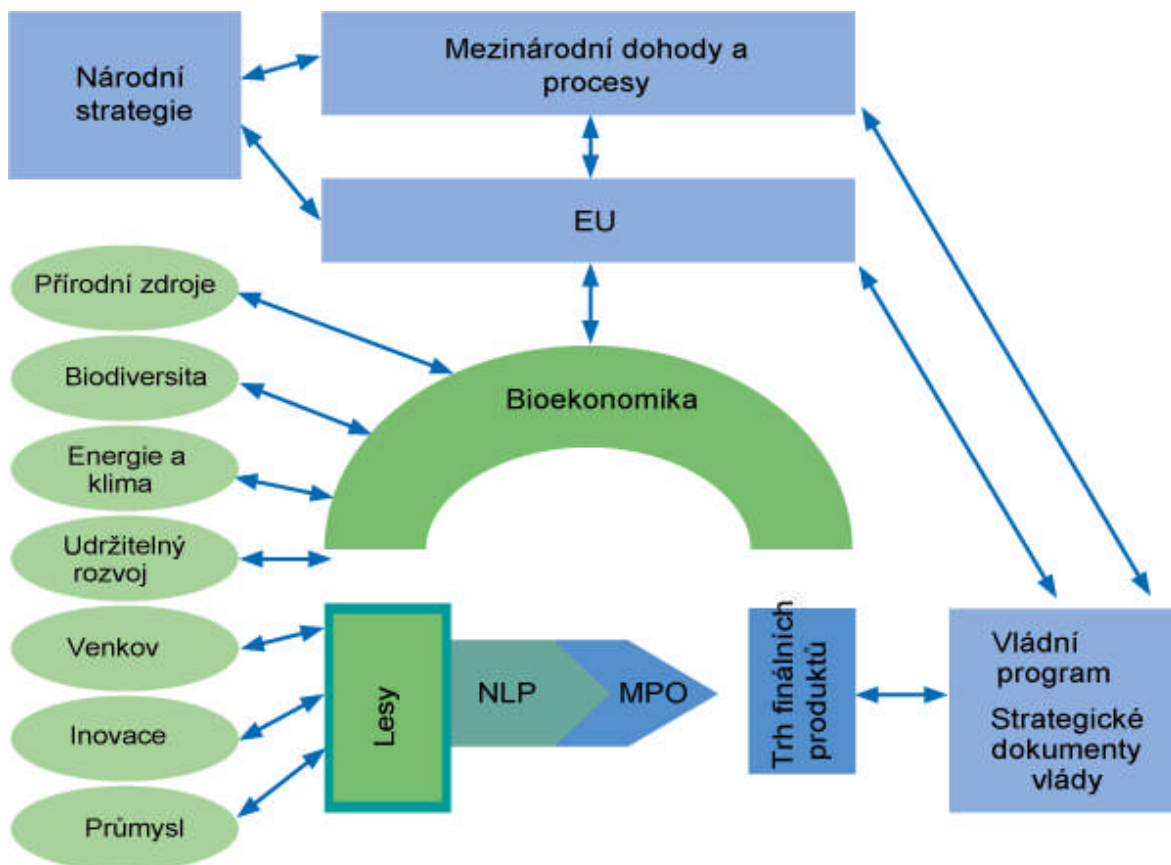 Národní
strategie
Mezinárodní dohody a
procesy
EU
Přírodní zdroje
Biodiversita
Energie a
klima
Udržitelný
rozvoj
Venkov
Inovace
Průmysl
Bioekonomika
Lesy
NLP
MPO
Trh finálních
produktů
Vládní
program
Strategické
dokumenty
vlády